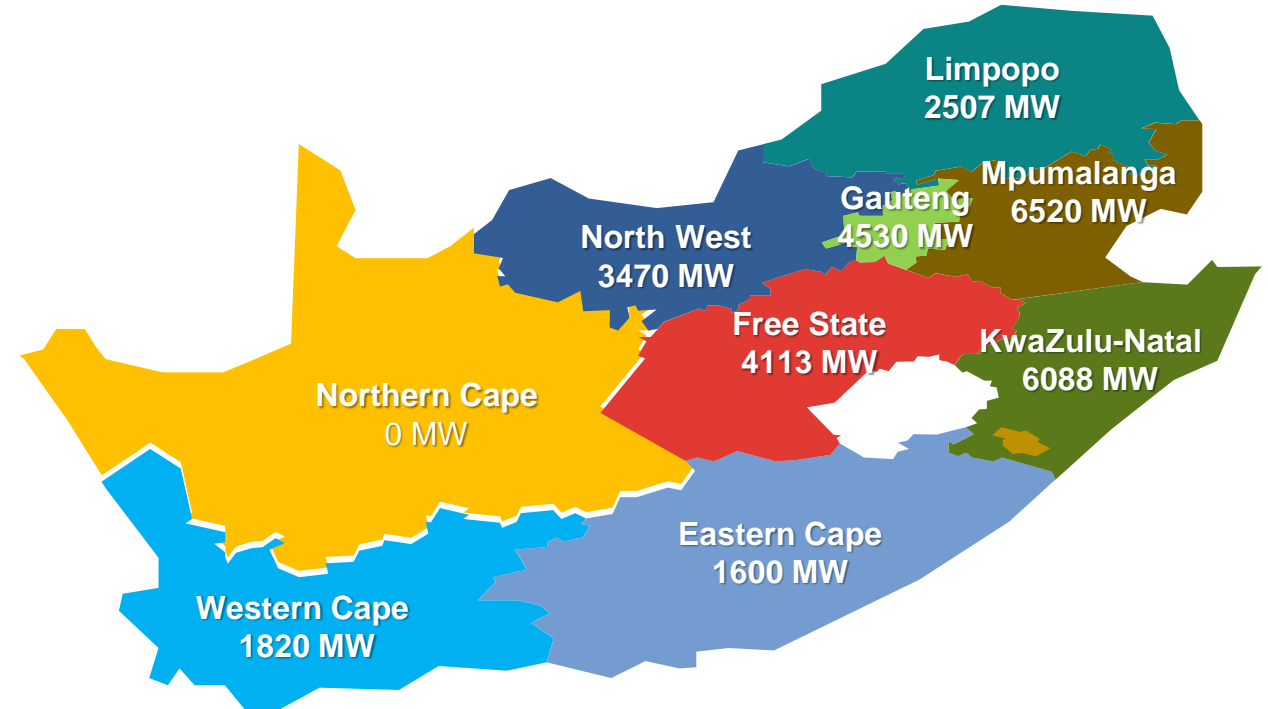 Limpopo
2507 MW
Mpumalanga
6520 MW
Gauteng
4530 MW
North West
3470 MW
Free State
4113 MW
KwaZulu-Natal
6088 MW
Northern Cape
0 MW
Eastern Cape
1600 MW
Western Cape
1820 MW